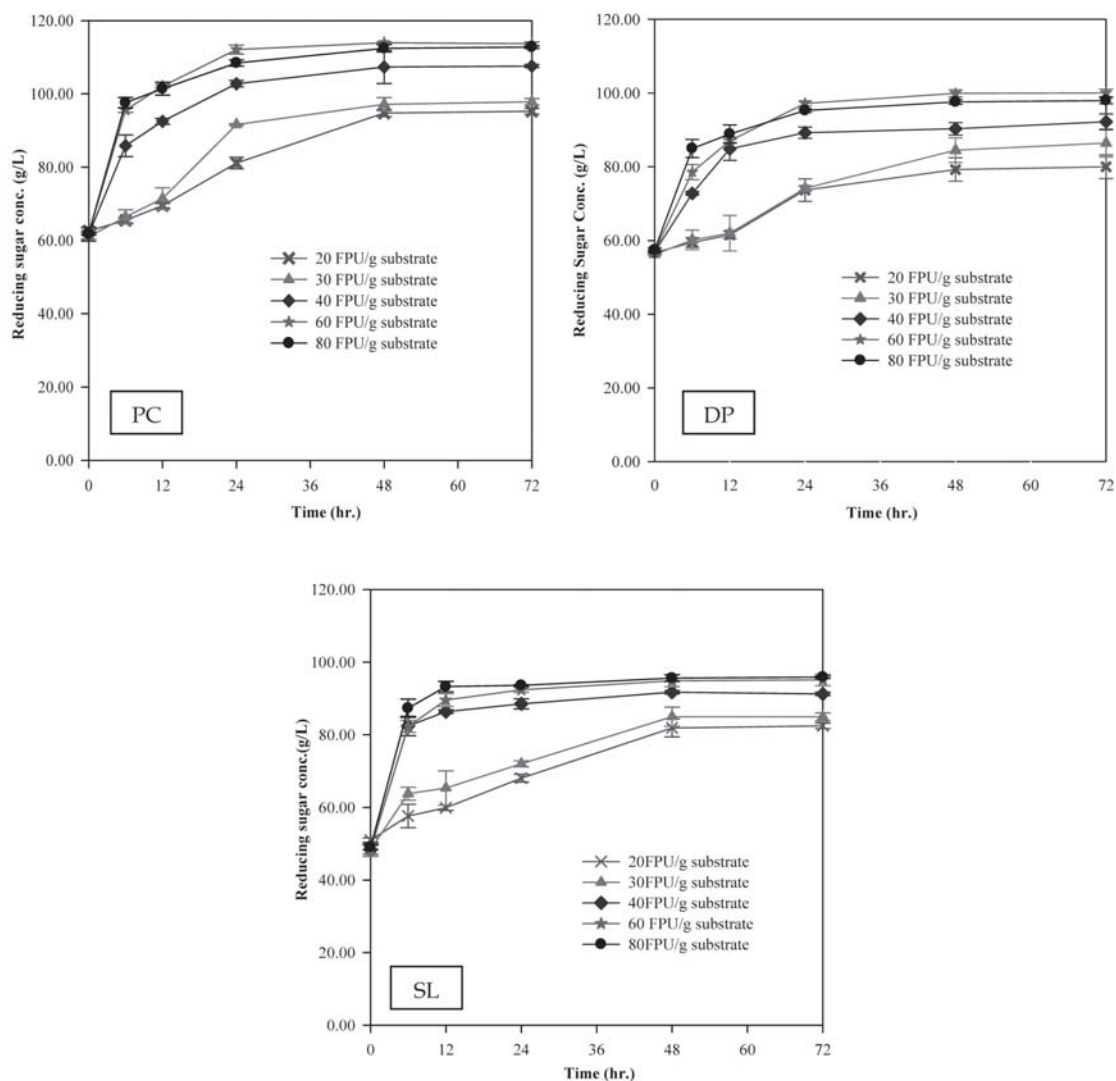 120.00
100.00
80.00
60.00
40.00
20.00
0.00
Reducing sugar conc. (g/L)
20 FPU/g substrate
30 FPU/g substrate
40 FPU/g substrate
60 FPU/g substrate
80 FPU/g substrate
PC
0 12 24 36 48 60 72
Time (hr.)
120.00
100.00
80.00
60.00
40.00
20.00
0.00
Reducing Sugar Conc. (g/L)
20 FPU/g substrate
30 FPU/g substrate
40 FPU/g substrate
60 FPU/g substrate
80 FPU/g substrate
DP
0 12 24 36 48 60 72
Time (hr.)
120.00
100.00
80.00
60.00
40.00
20.00
0.00
Reducing sugar conc.(g/L)
20FPU/g substrate
30FPU/g substrate
40FPU/g substrate
60 FPU/g substrate
80FPU/g substrate
SL
0 12 24 36 48 60 72
Time (hr.)